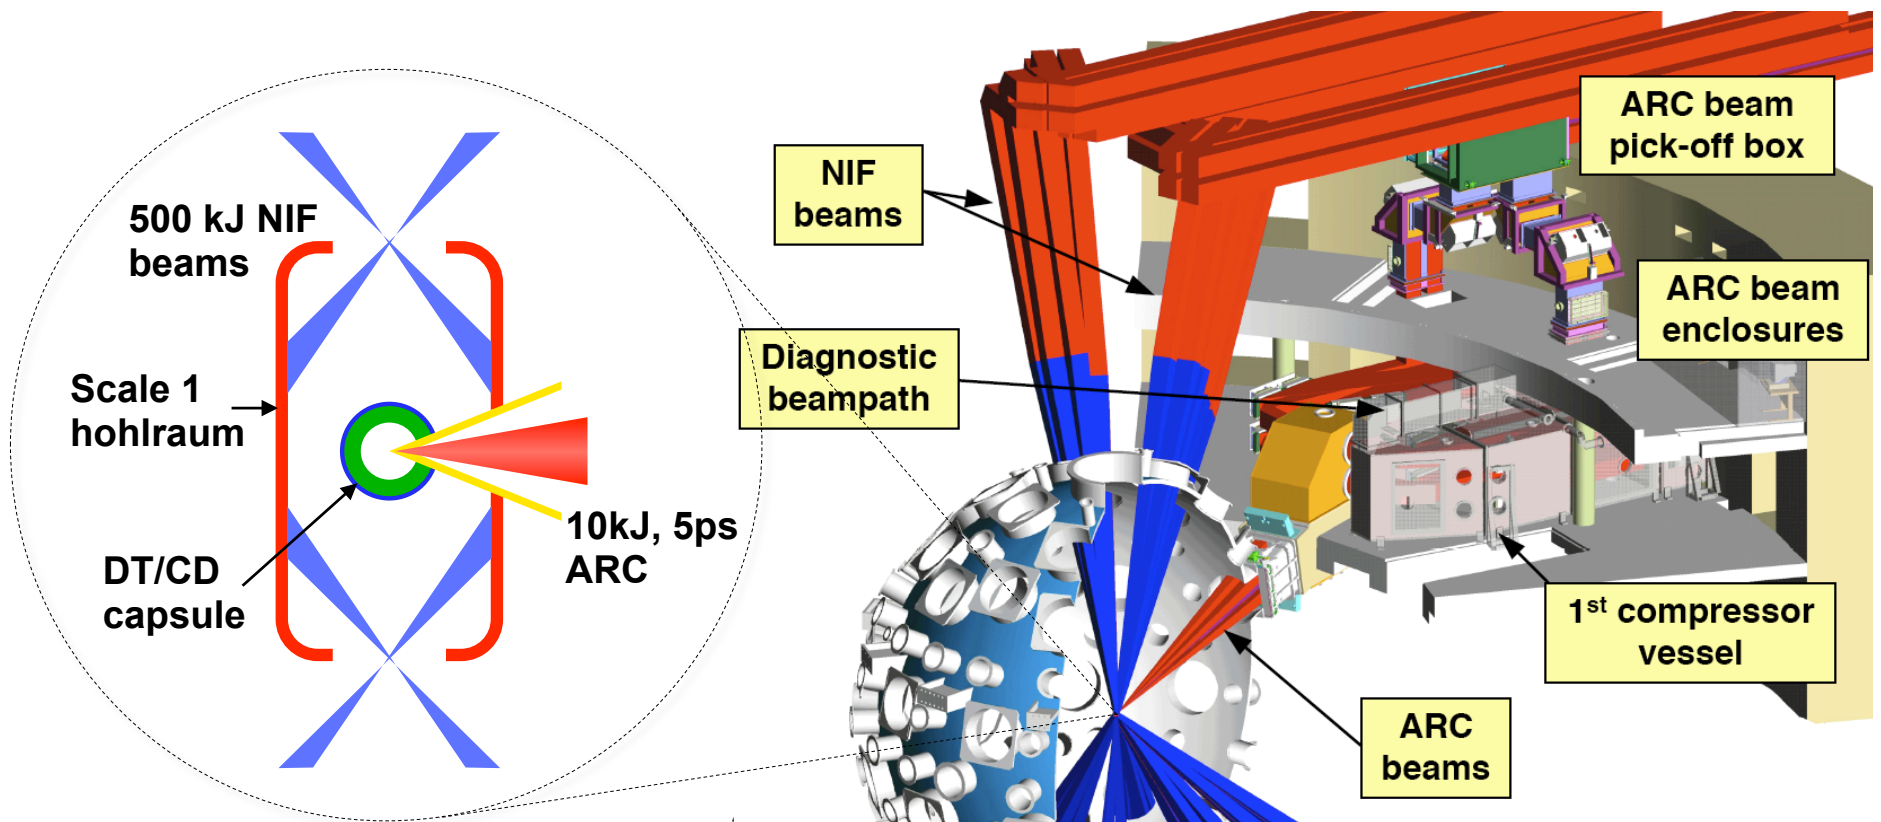 500 kJ NIF
beams
Scale 1
hohlraum
DT/CD
capsule
10kJ, 5ps
ARC
NIF
beams
Diagnostic
beampath
ARC beam
pick-off box
ARC beam
enclosures
1st compressor
vessel
ARC
beams